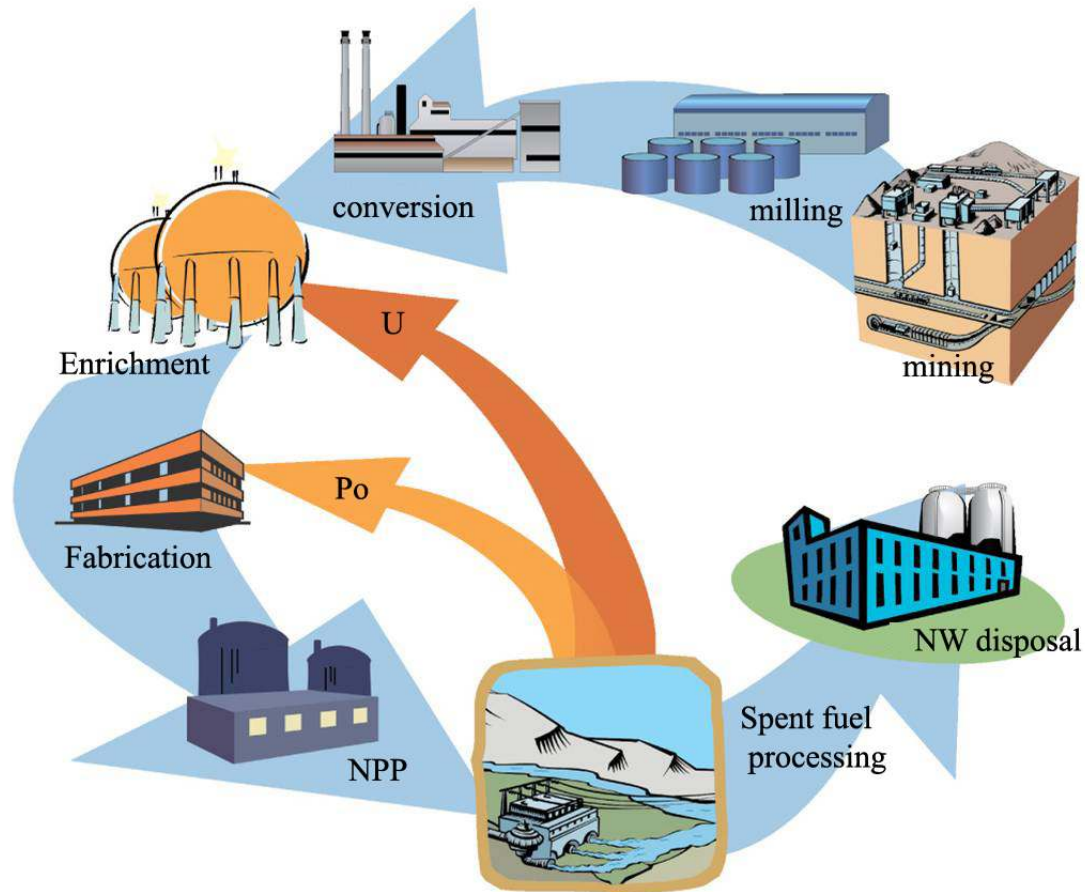 conversion
milling
mining
Enrichment
U
Po
Fabrication
NPP
Spent fuel
processing
NW disposal